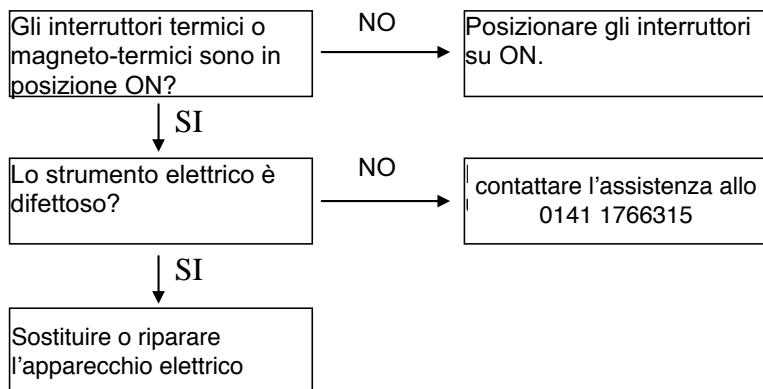 Gli interruttori termici o
magneto-termici sono in
posizione ON?
NO
Posizionare gli interruttori
su ON.
SI
Lo strumento elettrico è
difettoso?
NO
contattare l'assistenza allo
0141 1766315
SI
Sostituire o riparare
l'apparecchio elettrico